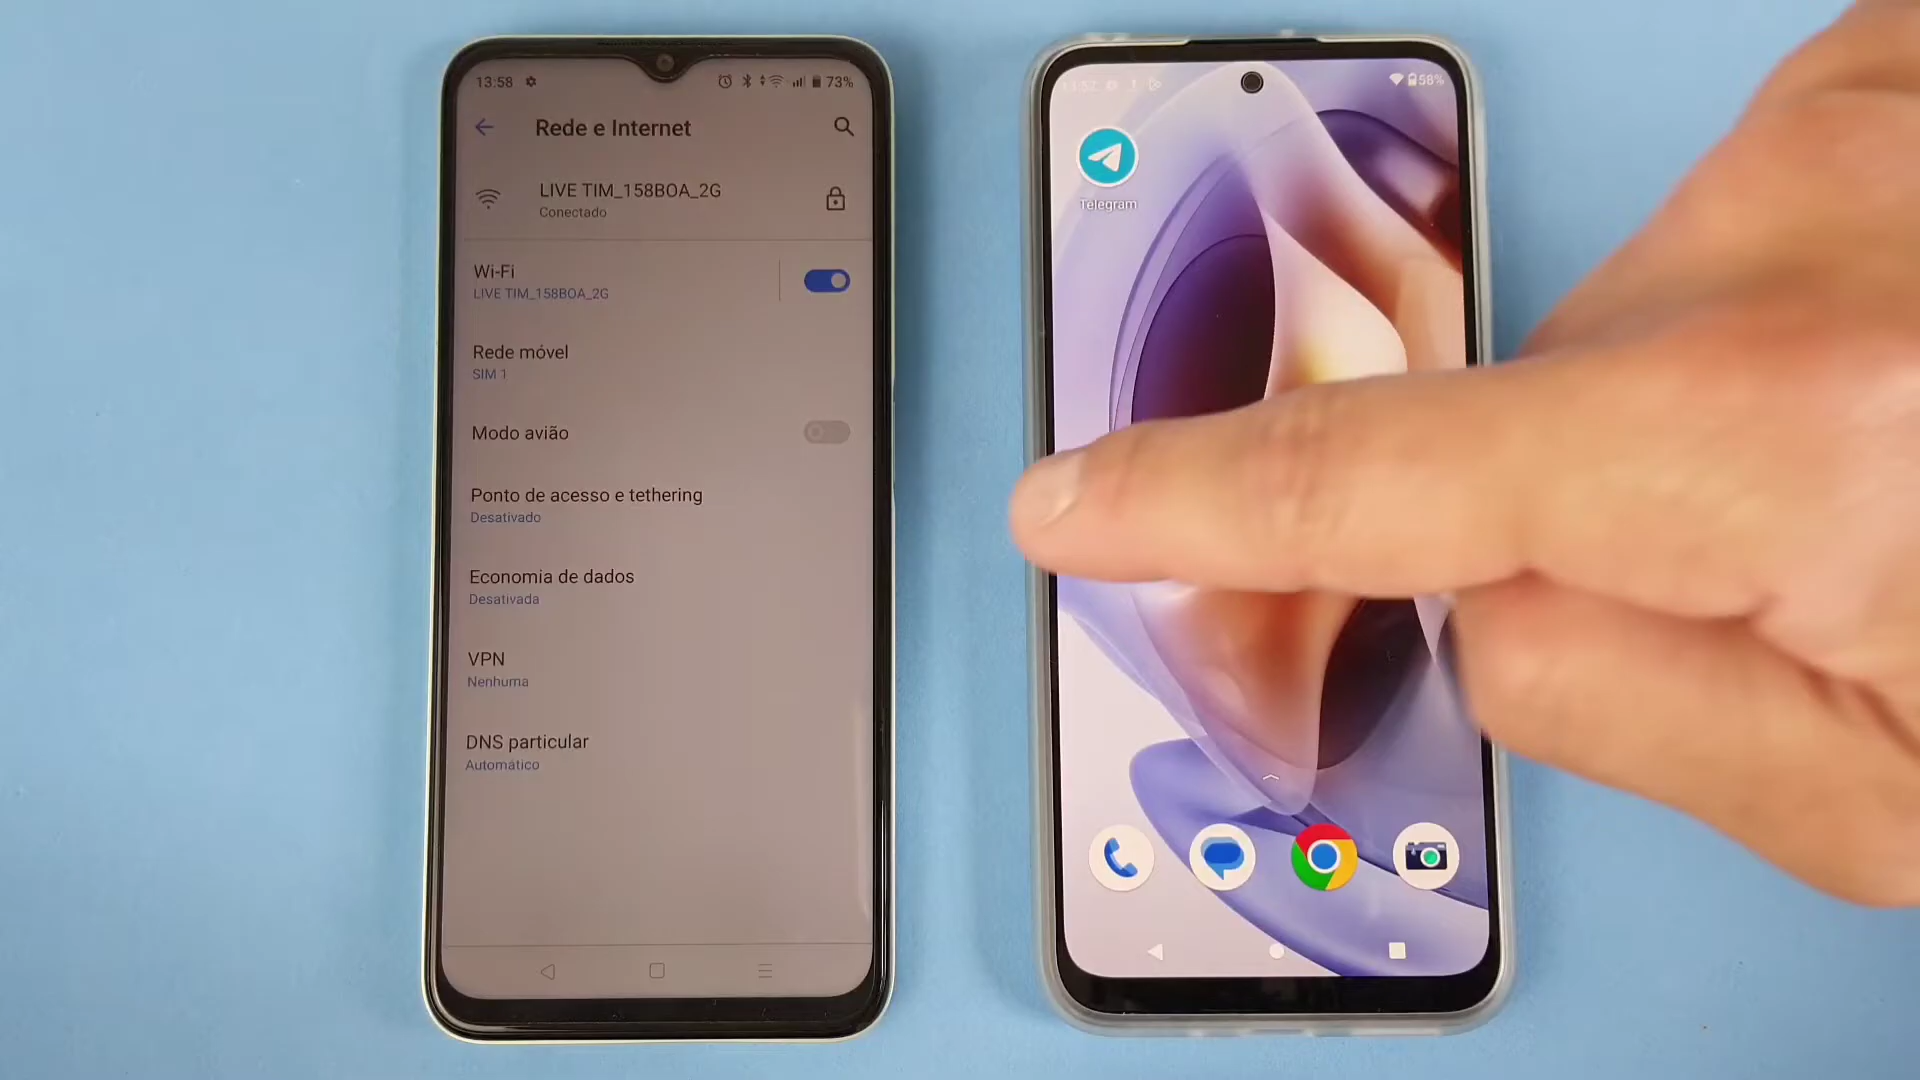 13:58
73%
Rede e Internet
LIVE TIM_158BOA_2G
Conectado
Wi-Fi
LIVE TIM_158BOA_2G
Rede móvel
SIM 1
Modo avião
Ponto de acesso e tethering
Desativado
Economia de dados
Desativada
VPN
Nenhuma
DNS particular
Automático
58%
Telegram